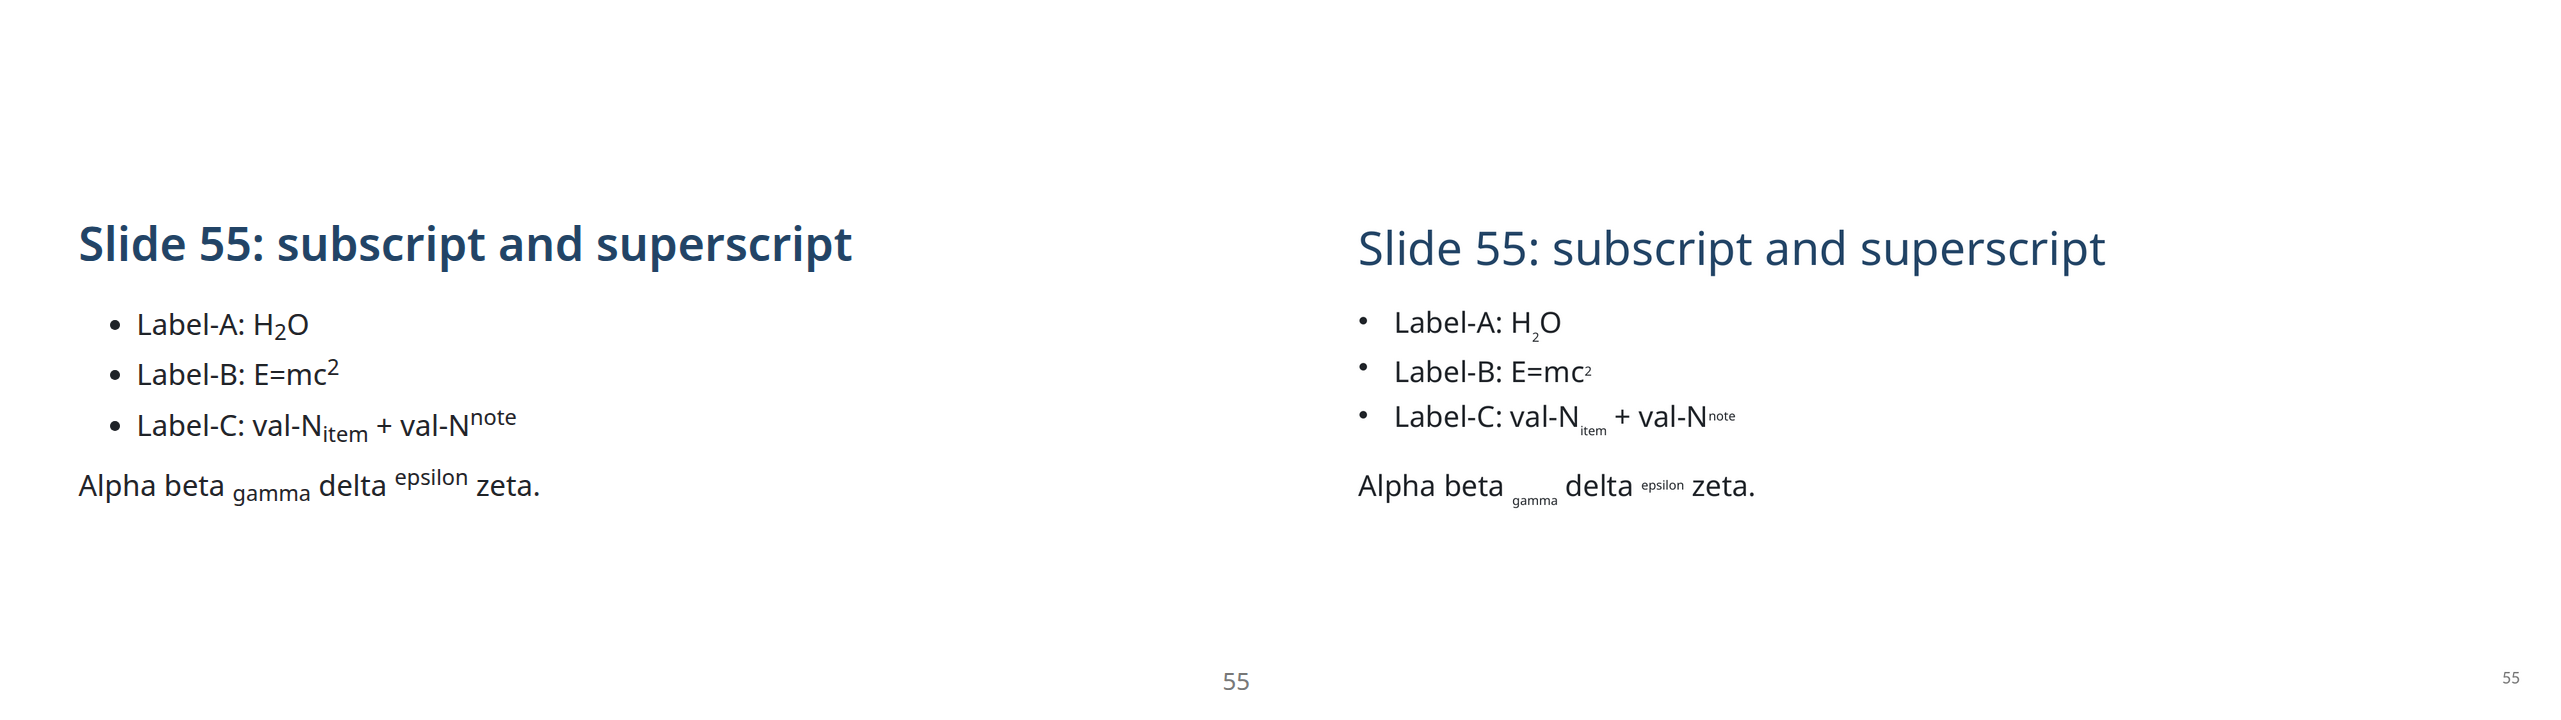 Slide 55: subscript and superscript
• Label-A: H₂O
• Label-B: E=mc²
• Label-C: val-Nitem + val-Nnote
Alpha beta gamma delta epsilon zeta.
55
Slide 55: subscript and superscript
• Label-A: H₂O
• Label-B: E=mc²
• Label-C: val-Nitem + val-Nnote
Alpha beta gamma delta epsilon zeta.
55